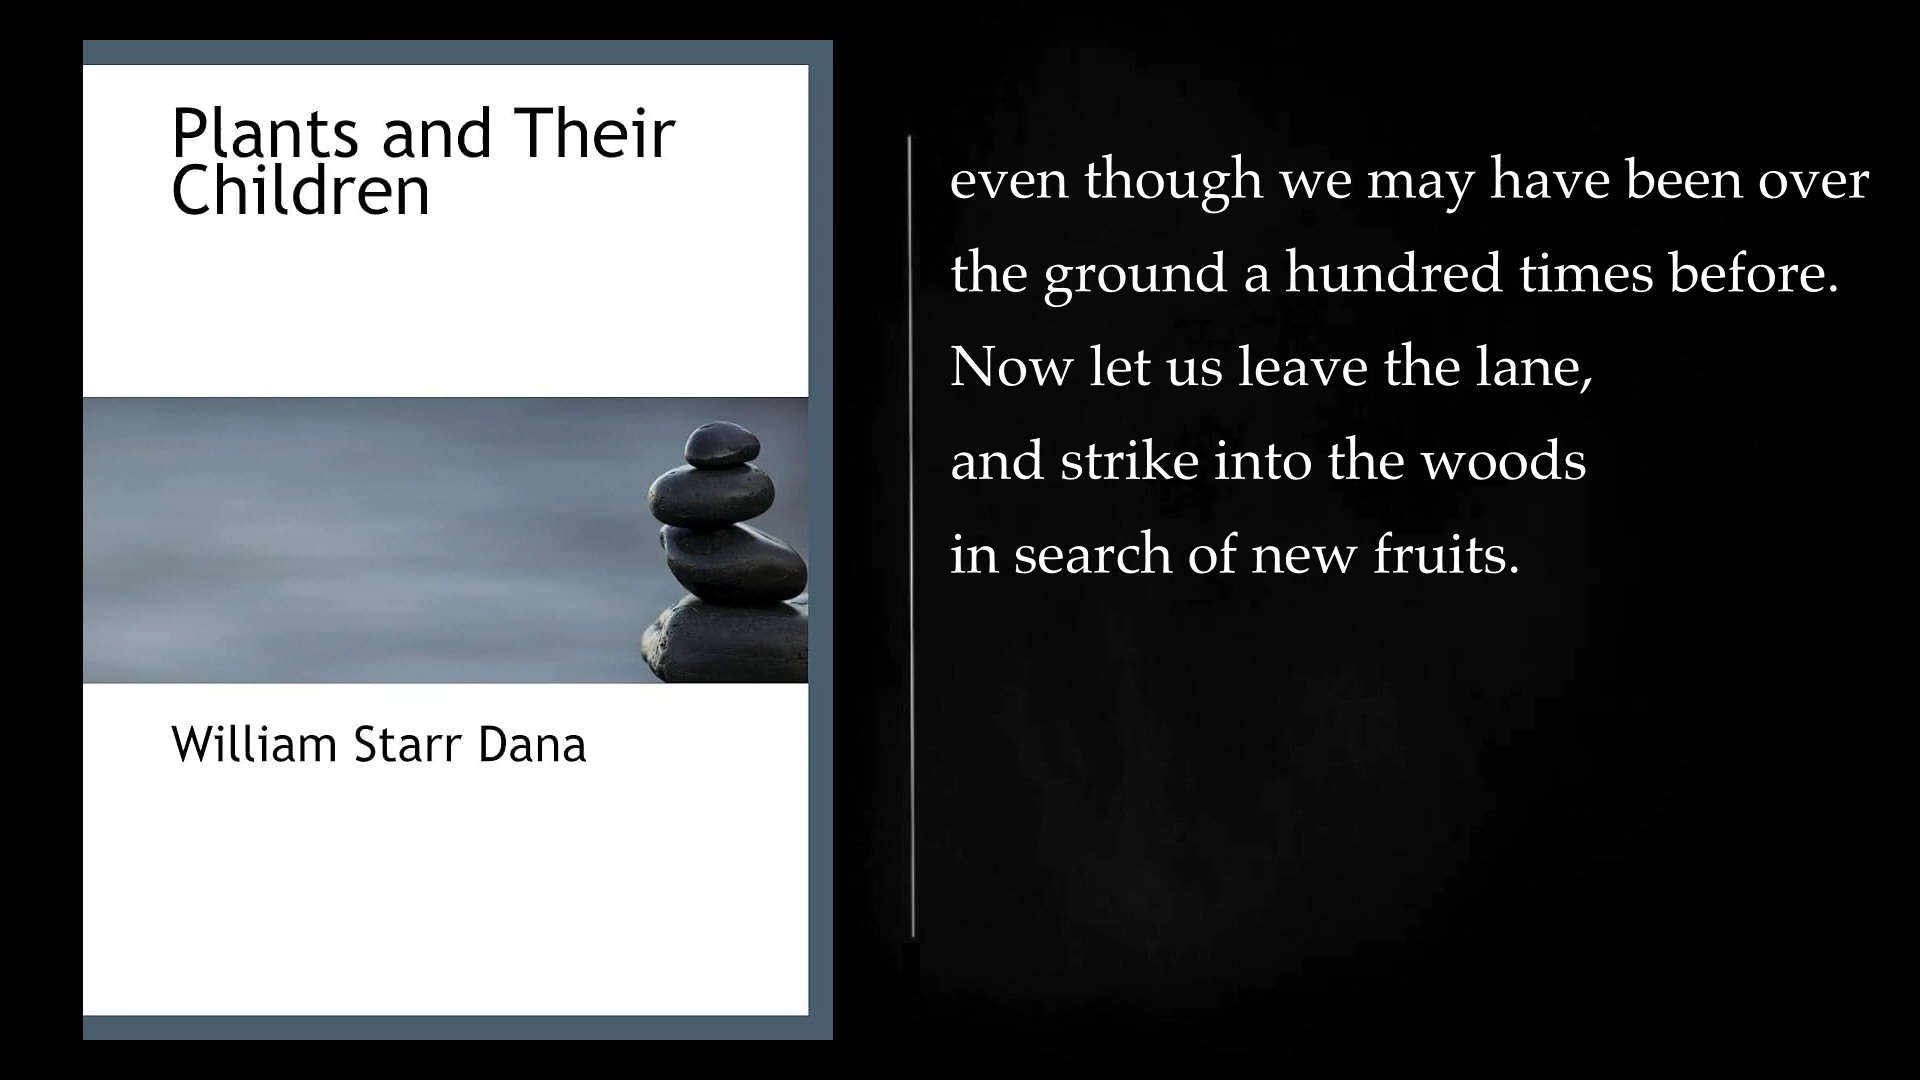 Plants and Their
Children
William Starr Dana
even though we may have been over
the ground a hundred times before.
Now let us leave the lane,
and strike into the woods
in search of new fruits.